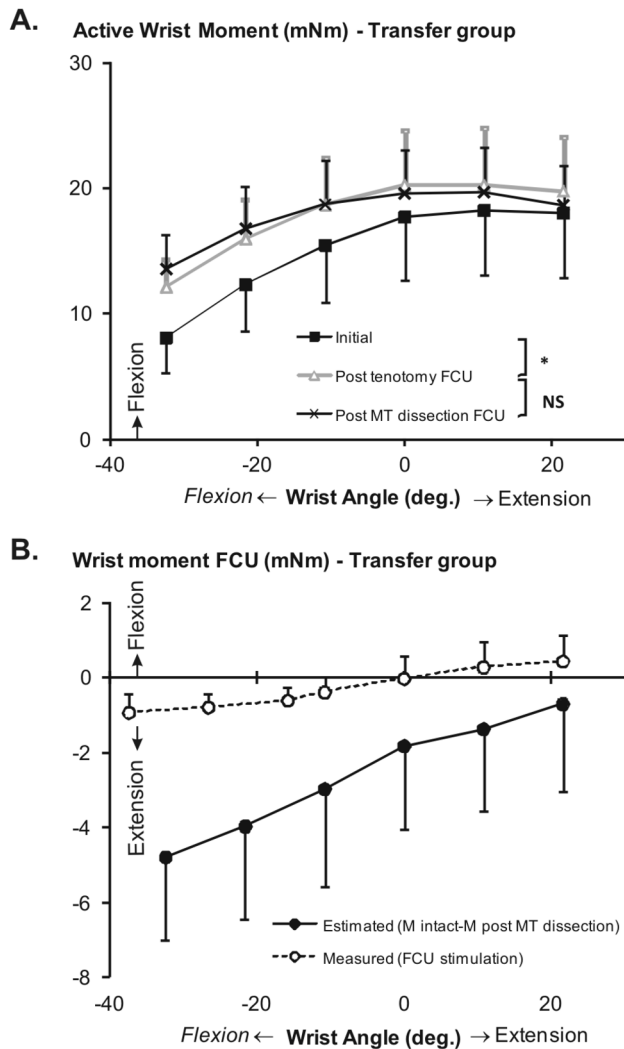 A.
Active Wrist Moment (mNm) - Transfer group
30
20
10
0
Flexion
Initial
Post tenotomy FCU
Post MT dissection FCU
*
NS
-40
-20
0
20
Flexion ← Wrist Angle (deg.) → Extension
B.
Wrist moment FCU (mNm) - Transfer group
2
0
-2
-4
-6
-8
Flexion
Extension
Estimated (M intact-M post MT dissection)
Measured (FCU stimulation)
-40
-20
0
20
Flexion ← Wrist Angle (deg.) → Extension